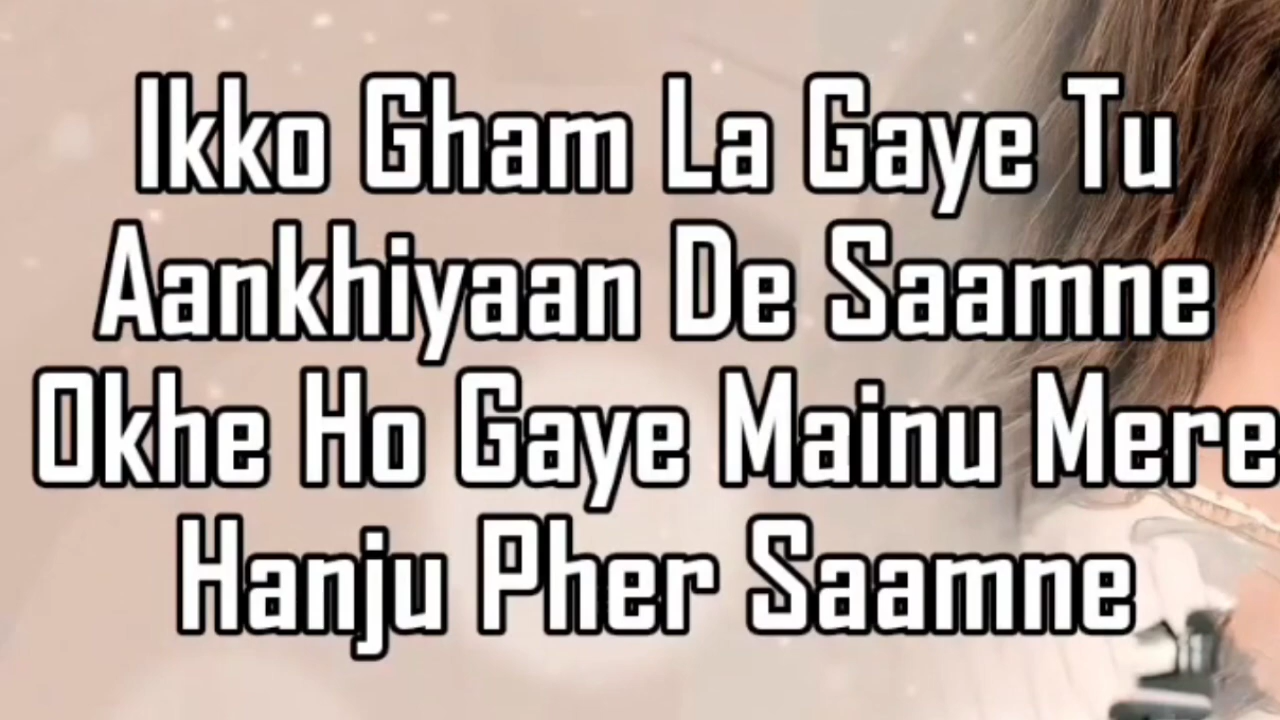 Ikko Gham La Gaye Tu
Aankhiyaan De Saamne
Okhe Ho Gaye Mainu Mere
Hanju Pher Saamne